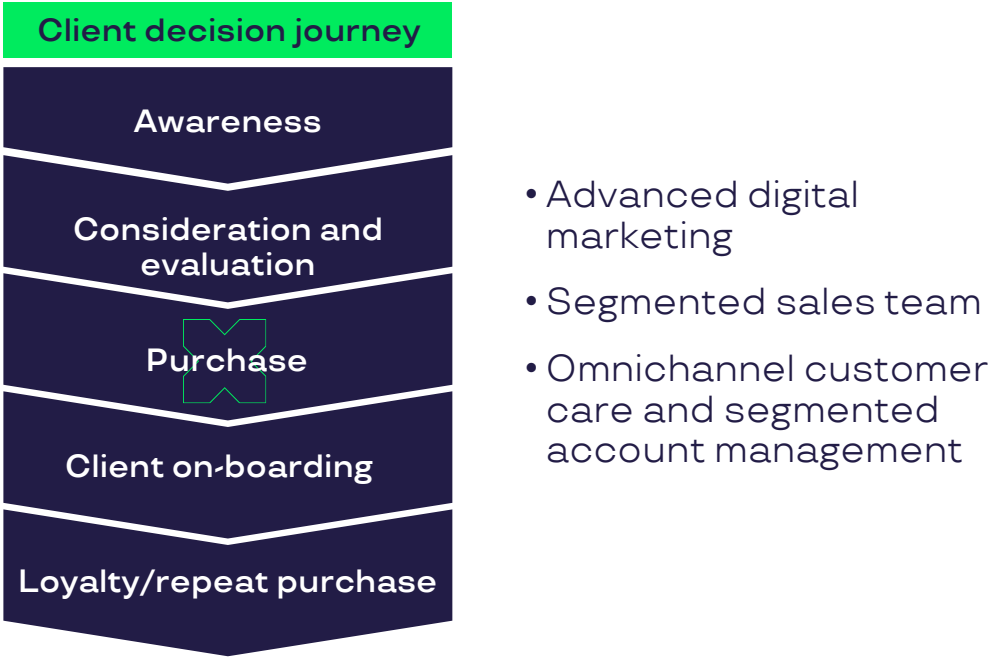 Client decision journey
Awareness
Consideration and
evaluation
Purchase
Client on-boarding
Loyalty/repeat purchase
• Advanced digital
marketing
• Segmented sales team
• Omnichannel customer
care and segmented
account management